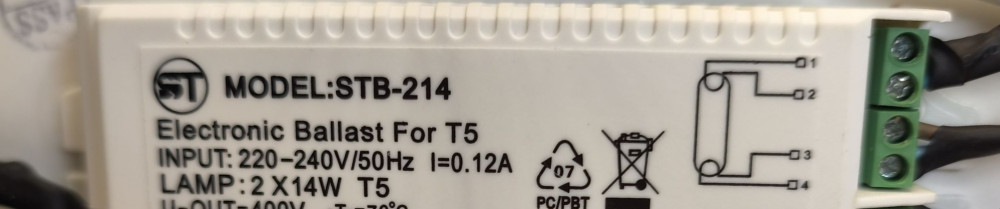 ST MODEL:STB-214
Electronic Ballast For T5
INPUT: 220-240V/50Hz I=0.12A
LAMP: 2 X14W T5
07
PC/PBT
1
2
3
4